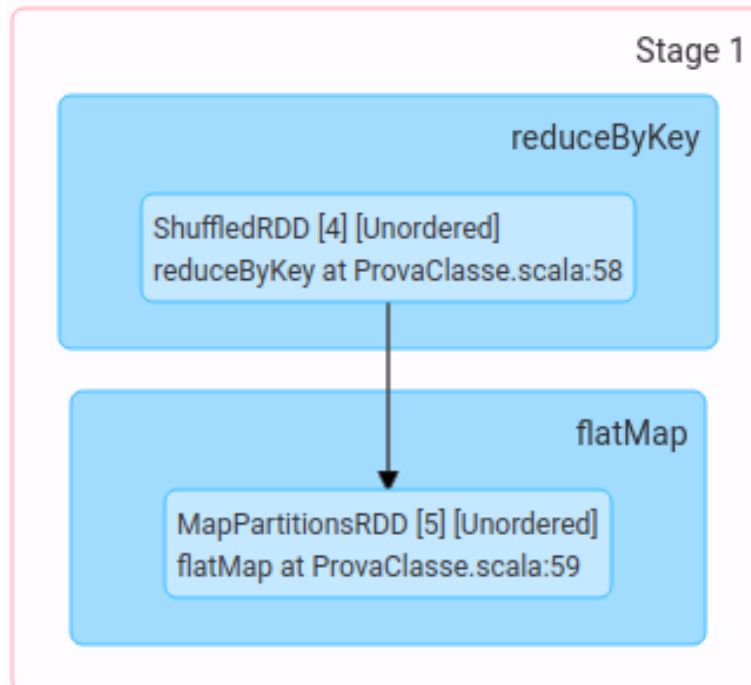 Stage 1
reduceByKey
ShuffledRDD [4] [Unordered]
reduceByKey at ProvaClasse.scala:58
flatMap
MapPartitionsRDD [5] [Unordered]
flatMap at ProvaClasse.scala:59